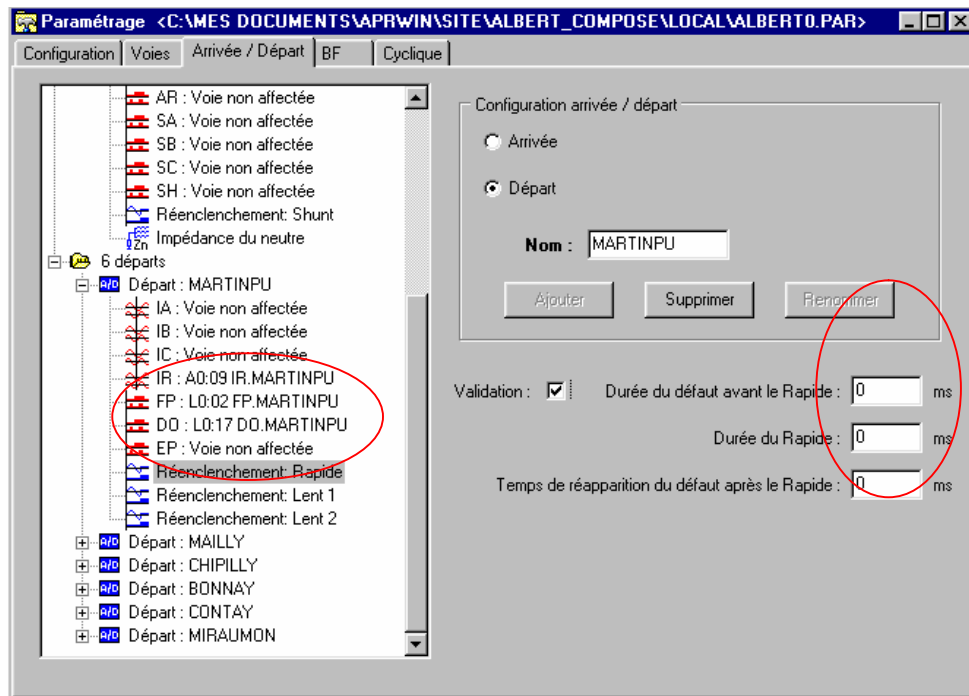 Paramétrage <C:\MES DOCUMENTS\APRWIN\SITE\ALBERT_COMPOSE\LOCAL\ALBERT0.PAR>
Configuration Voies Arrivée / Départ BF Cyclique
AR : Voie non affectée
SA : Voie non affectée
SB : Voie non affectée
SC : Voie non affectée
SH : Voie non affectée
Réenclenchement: Shunt
Zn Impédance du neutre
6 départs
A/D Départ : MARTINPU
IA : Voie non affectée
IB : Voie non affectée
IC : Voie non affectée
IR : A0:09 IR.MARTINPU
FP : L0:02 FP.MARTINPU
DO : L0:17 DO.MARTINPU
EP : Voie non affectée
Réenclenchement: Rapide
Réenclenchement: Lent 1
Réenclenchement: Lent 2
A/D Départ : MAILLY
A/D Départ : CHIPILLY
A/D Départ : BONNAY
A/D Départ : CONTAY
A/D Départ : MIRAUMON
Configuration arrivée / départ
Arrivée
Départ
Nom : MARTINPU
Ajouter Supprimer Renommer
Validation : Durée du défaut avant le Rapide : 0 ms
Durée du Rapide : 0 ms
Temps de réapparition du défaut après le Rapide : 0 ms